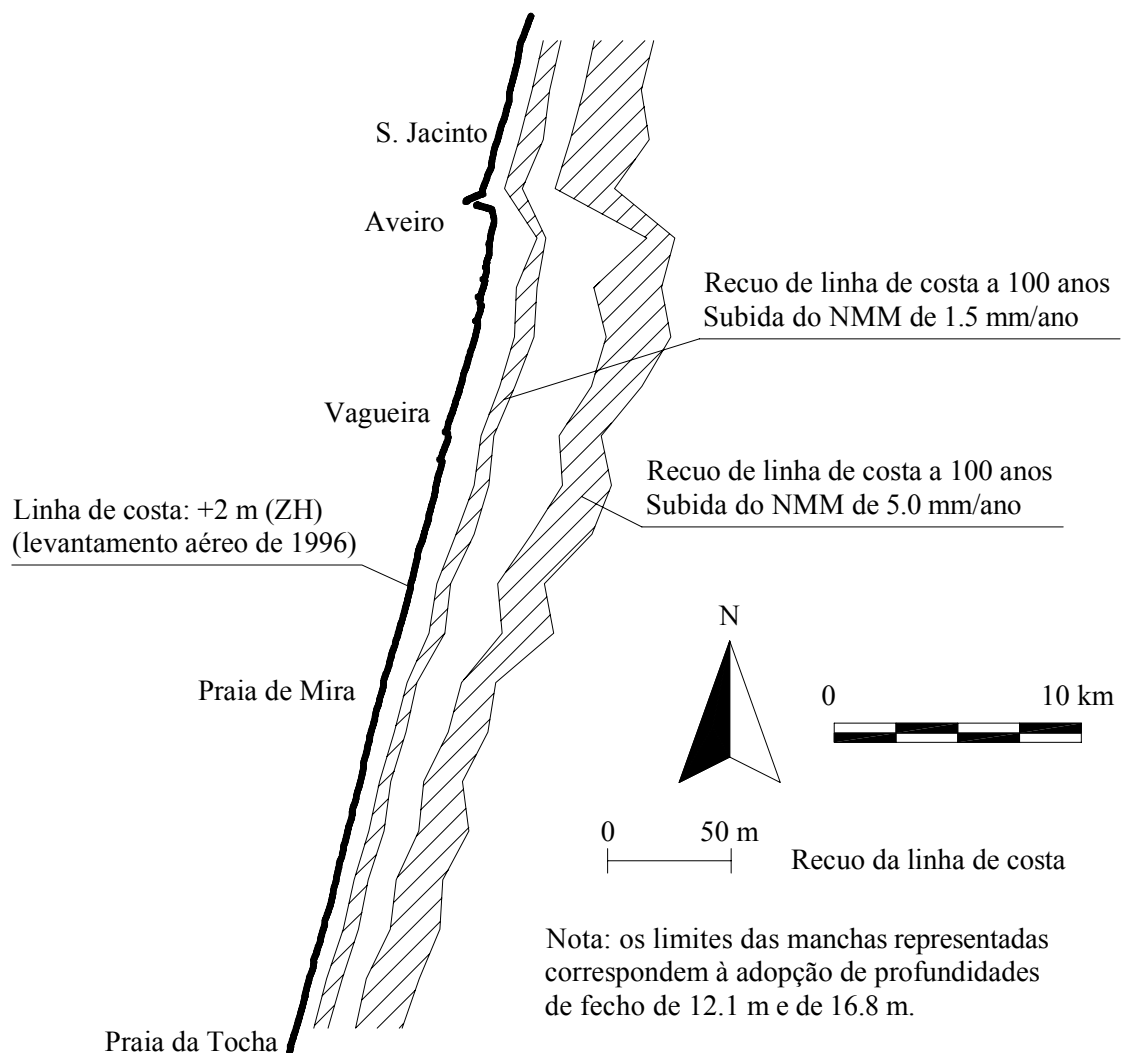 S. Jacinto
Aveiro
Recuo de linha de costa a 100 anos
Subida do NMM de 1.5 mm/ano
Vagueira
Recuo de linha de costa a 100 anos
Subida do NMM de 5.0 mm/ano
Linha de costa: +2 m (ZH)
(levantamento aéreo de 1996)
N
Praia de Mira
0 10 km
0 50 m
Recuo da linha de costa
Nota: os limites das manchas representadas
correspondem à adopção de profundidades
de fecho de 12.1 m e de 16.8 m.
Praia da Tocha